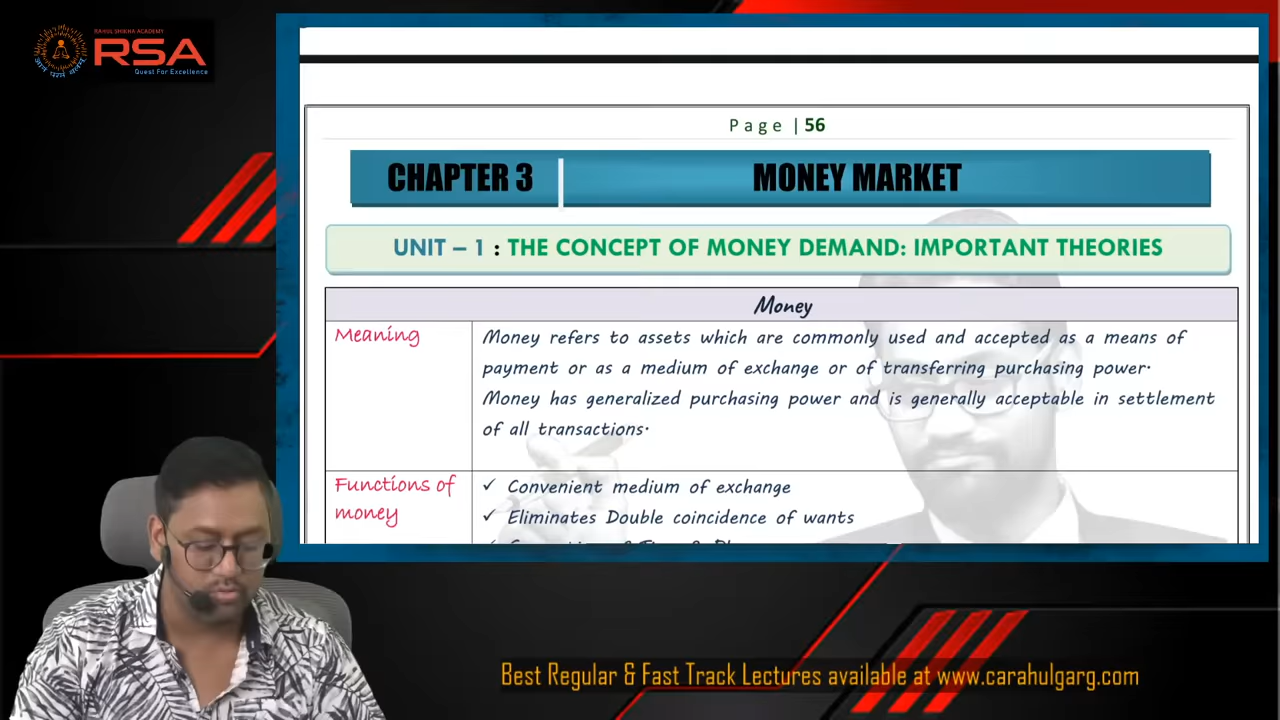 RAHUL SHIKHA ACADEMY
RSA
Quest For Excellence
Page | 56
CHAPTER 3 MONEY MARKET
UNIT – 1 : THE CONCEPT OF MONEY DEMAND: IMPORTANT THEORIES
Money
Meaning
Money refers to assets which are commonly used and accepted as a means of
payment or as a medium of exchange or of transferring purchasing power.
Money has generalized purchasing power and is generally acceptable in settlement
of all transactions.
Functions of
money
✓ Convenient medium of exchange
✓ Eliminates Double coincidence of wants
Best Regular & Fast Track Lectures available at www.carahulgarg.com